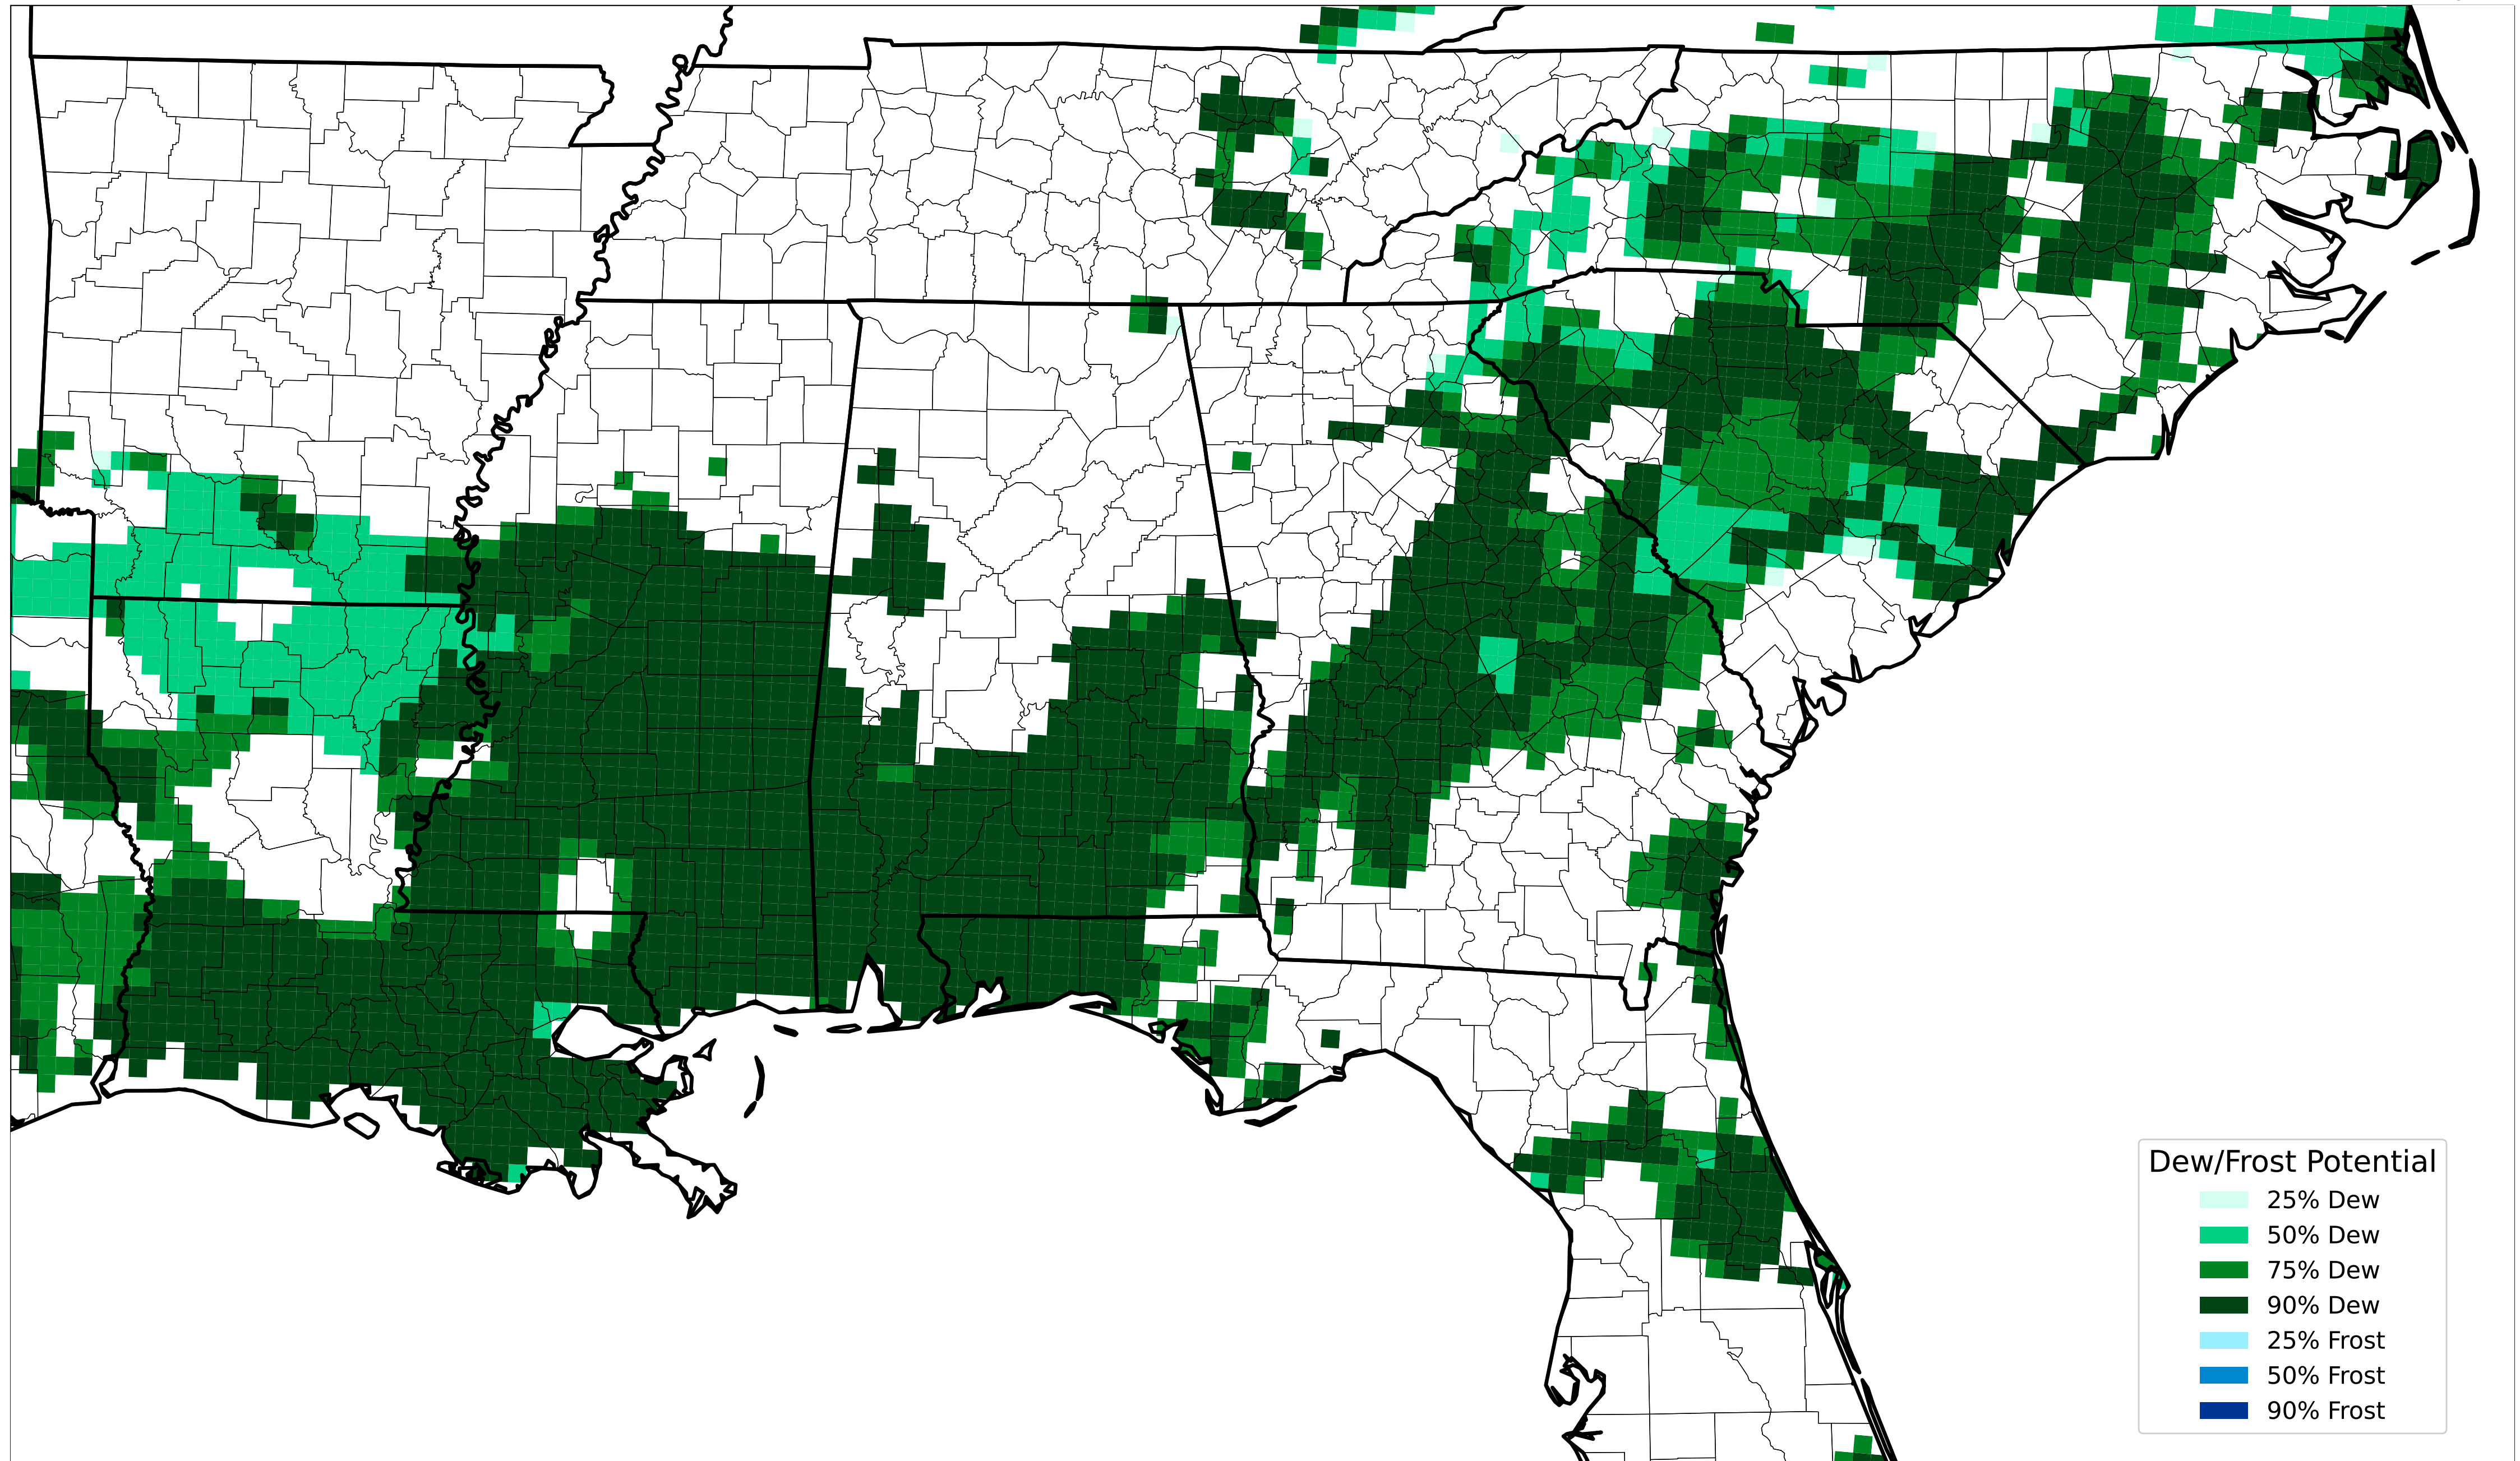 Dew/Frost Potential
25% Dew
50% Dew
75% Dew
90% Dew
25% Frost
50% Frost
90% Frost